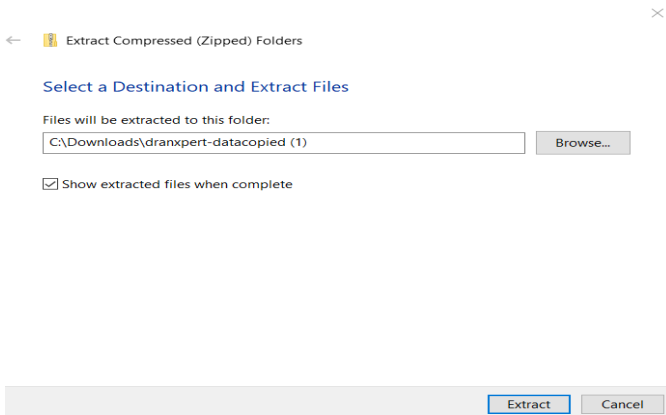 Extract Compressed (Zipped) Folders
Select a Destination and Extract Files
Files will be extracted to this folder:
C:\Downloads\dranxpert-datacopied (1)
Browse...
Show extracted files when complete
Extract
Cancel